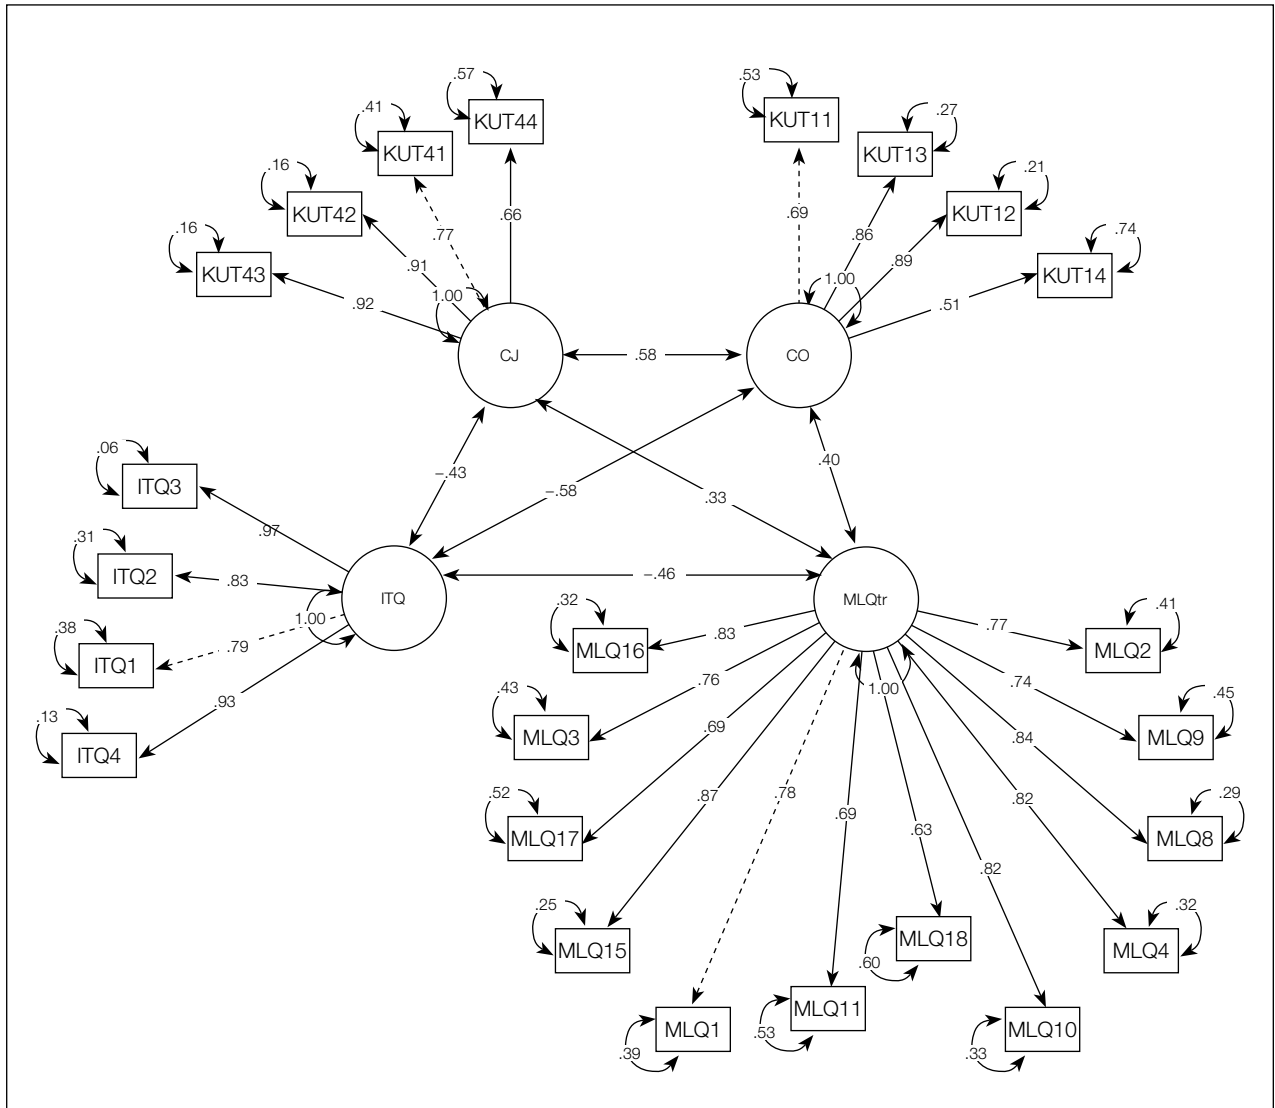 .57
KUT44
.53
KUT11
.41
KUT41
.27
KUT13
.16
KUT42
.21
KUT12
.16
KUT43
.74
KUT14
.66
.69
.77
.86
.91
.89
.92
1.00
1.00
.51
CJ
.58
CO
.06
ITQ3
–.43
–.58
.33
.40
.97
.31
ITQ2
.83
ITQ
–.46
MLQtr
1.00
.38
ITQ1
.79
.93
.13
ITQ4
.32
MLQ16
.83
.77
.41
MLQ2
.43
MLQ3
.76
1.00
.74
.45
MLQ9
.69
.84
.52
MLQ17
.87
.78
.69
.63
.82
.82
.29
MLQ8
.25
MLQ15
.60
MLQ18
.32
MLQ4
.39
MLQ1
.53
MLQ11
.33
MLQ10